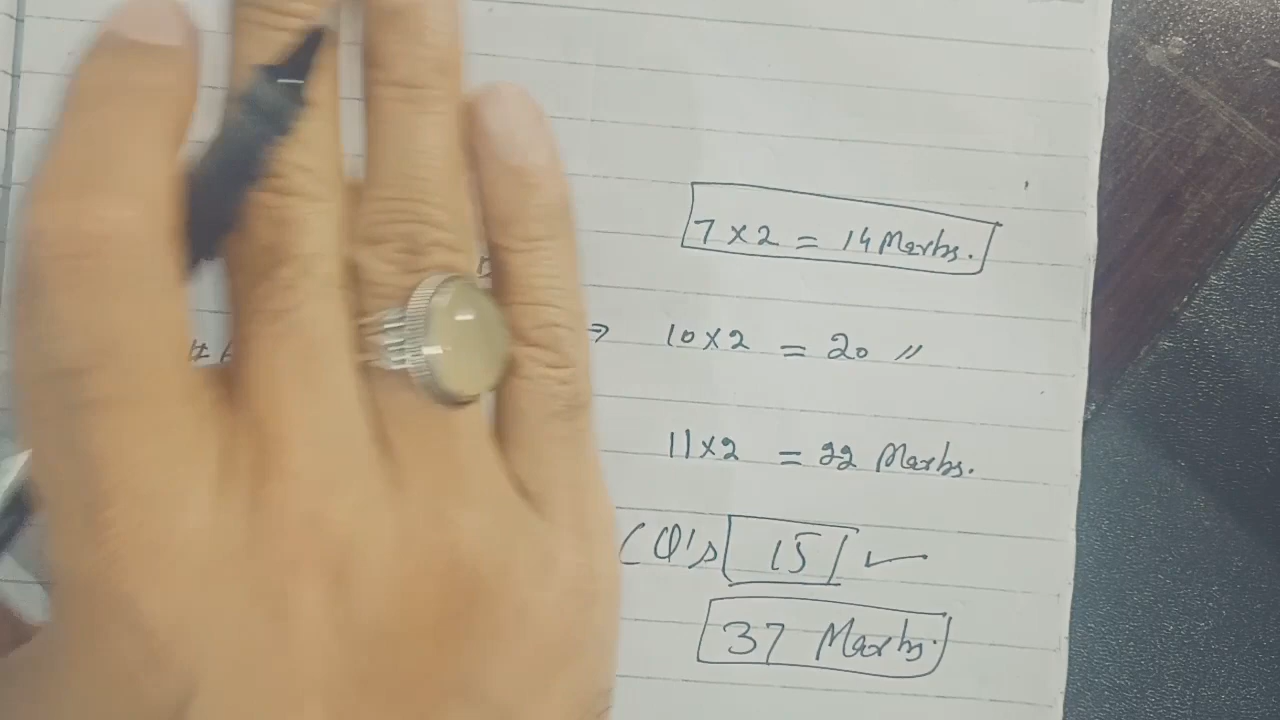 7 × 2 = 14 Marks.
⇒ 10 × 2 = 20 〃
11 × 2 = 22 Marks.
CQ's 15 ✓
37 Marks.